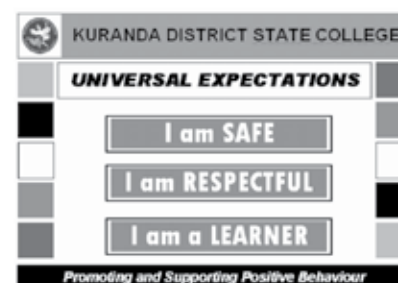 KURANDA DISTRICT STATE COLLEGE
UNIVERSAL EXPECTATIONS
I am SAFE
I am RESPECTFUL
I am a LEARNER
Promoting and Supporting Positive Behaviour